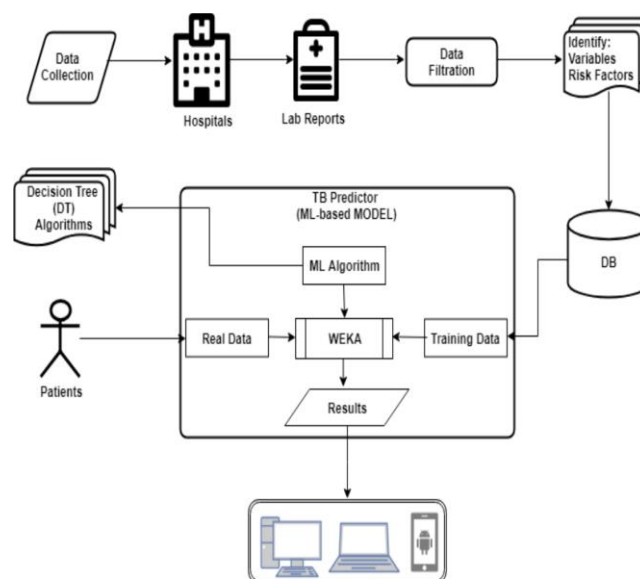 Data
Collection
Hospitals
Lab Reports
Data
Filtration
Identify:
Variables
Risk Factors
Decision Tree
(DT)
Algorithms
TB Predictor
(ML-based MODEL)
ML Algorithm
DB
Patients
Real Data
WEKA
Training Data
Results